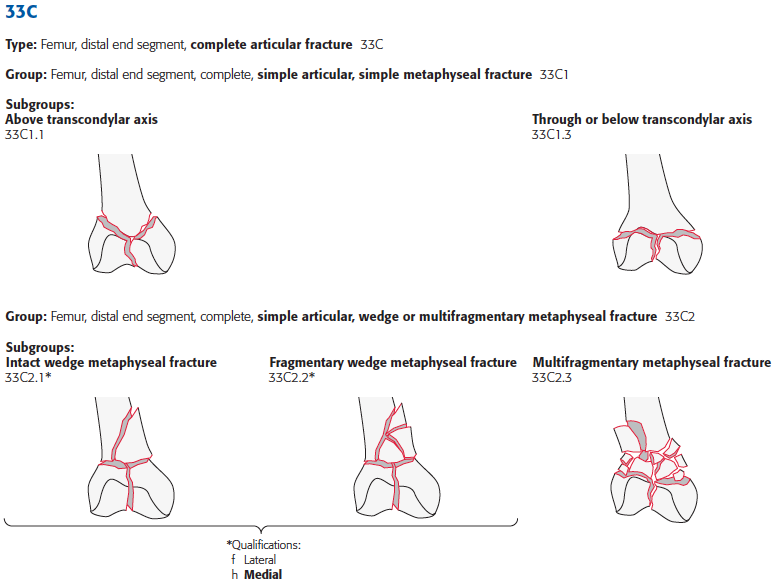 33C
Type: Femur, distal end segment, complete articular fracture 33C
Group: Femur, distal end segment, complete, simple articular, simple metaphyseal fracture 33C1
Subgroups:
Above transcondylar axis
33C1.1
Through or below transcondylar axis
33C1.3
Group: Femur, distal end segment, complete, simple articular, wedge or multifragmentary metaphyseal fracture 33C2
Subgroups:
Intact wedge metaphyseal fracture
33C2.1*
Fragmentary wedge metaphyseal fracture
33C2.2*
Multifragmentary metaphyseal fracture
33C2.3
*Qualifications:
f Lateral
h Medial